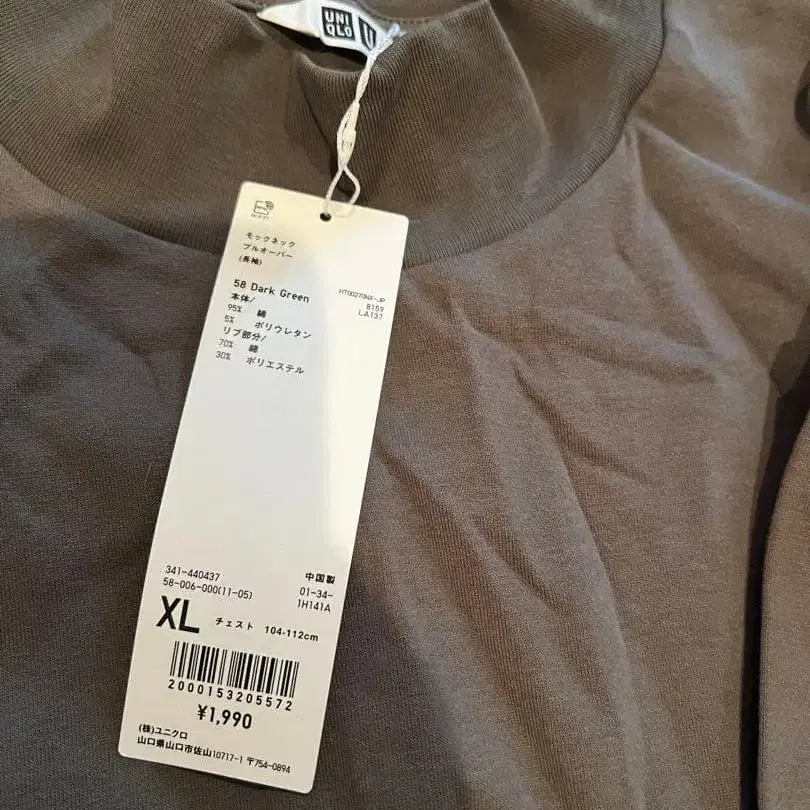 UNI
QLO
U
モックネック
プルオーバー
(長袖)
58 Dark Green
HT00270NX-JP
8159
LA137
本体/
95% 綿
5% ポリウレタン
リブ部分/
70% 綿
30% ポリエステル
341-440437
58-006-000(11-05)
中国製
01-34-
1H141A
XL チェスト 104-112cm
2000153205572
¥1,990
(株)ユニクロ
山口県山口市佐山10717-1 〒754-0894